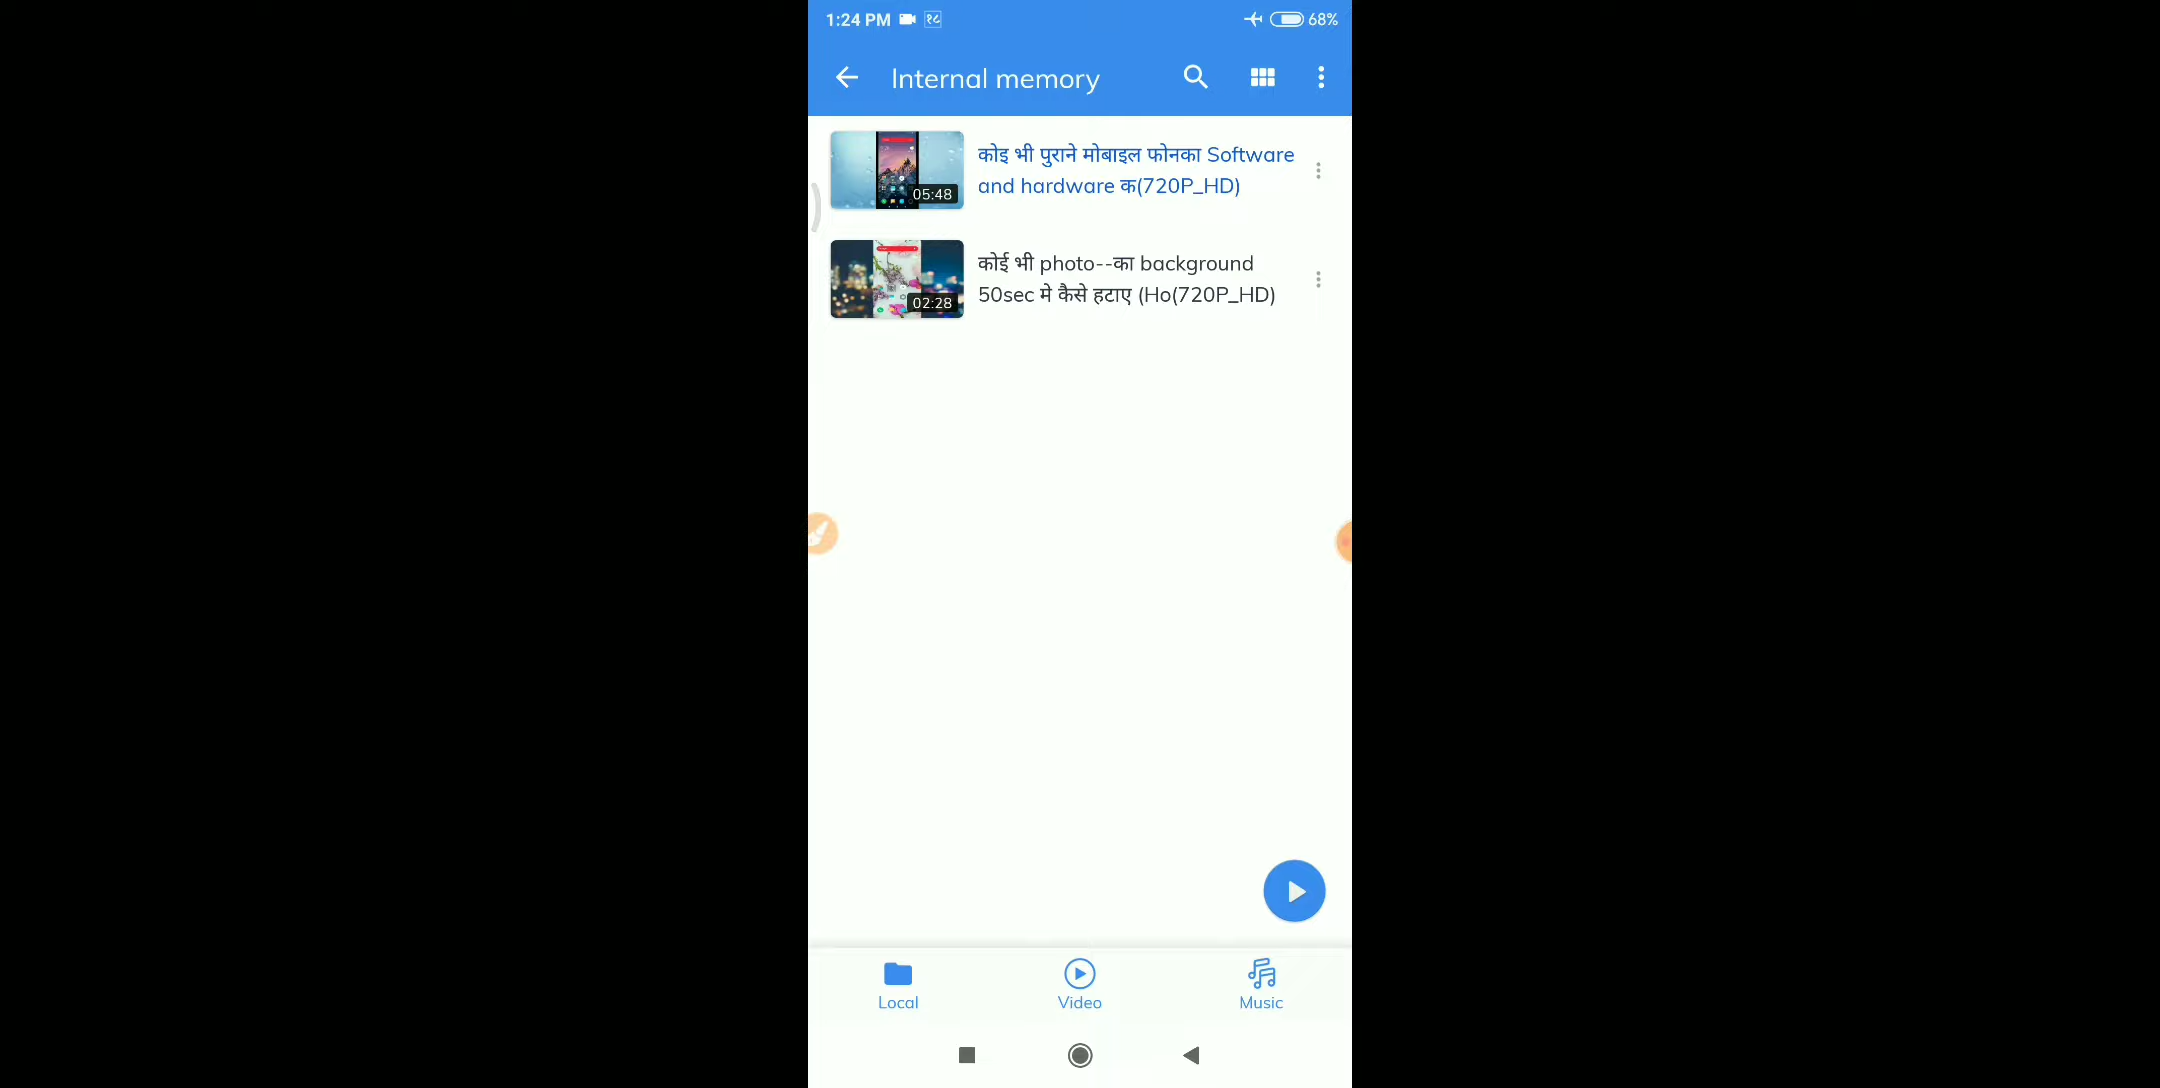 1:24 PM १८ 68%
Internal memory
कोइ भी पुराने मोबाइल फोनका Software
and hardware क(720P_HD)
05:48
कोई भी photo--का background
50sec मे कैसे हटाए (Ho(720P_HD)
02:28
Local Video Music